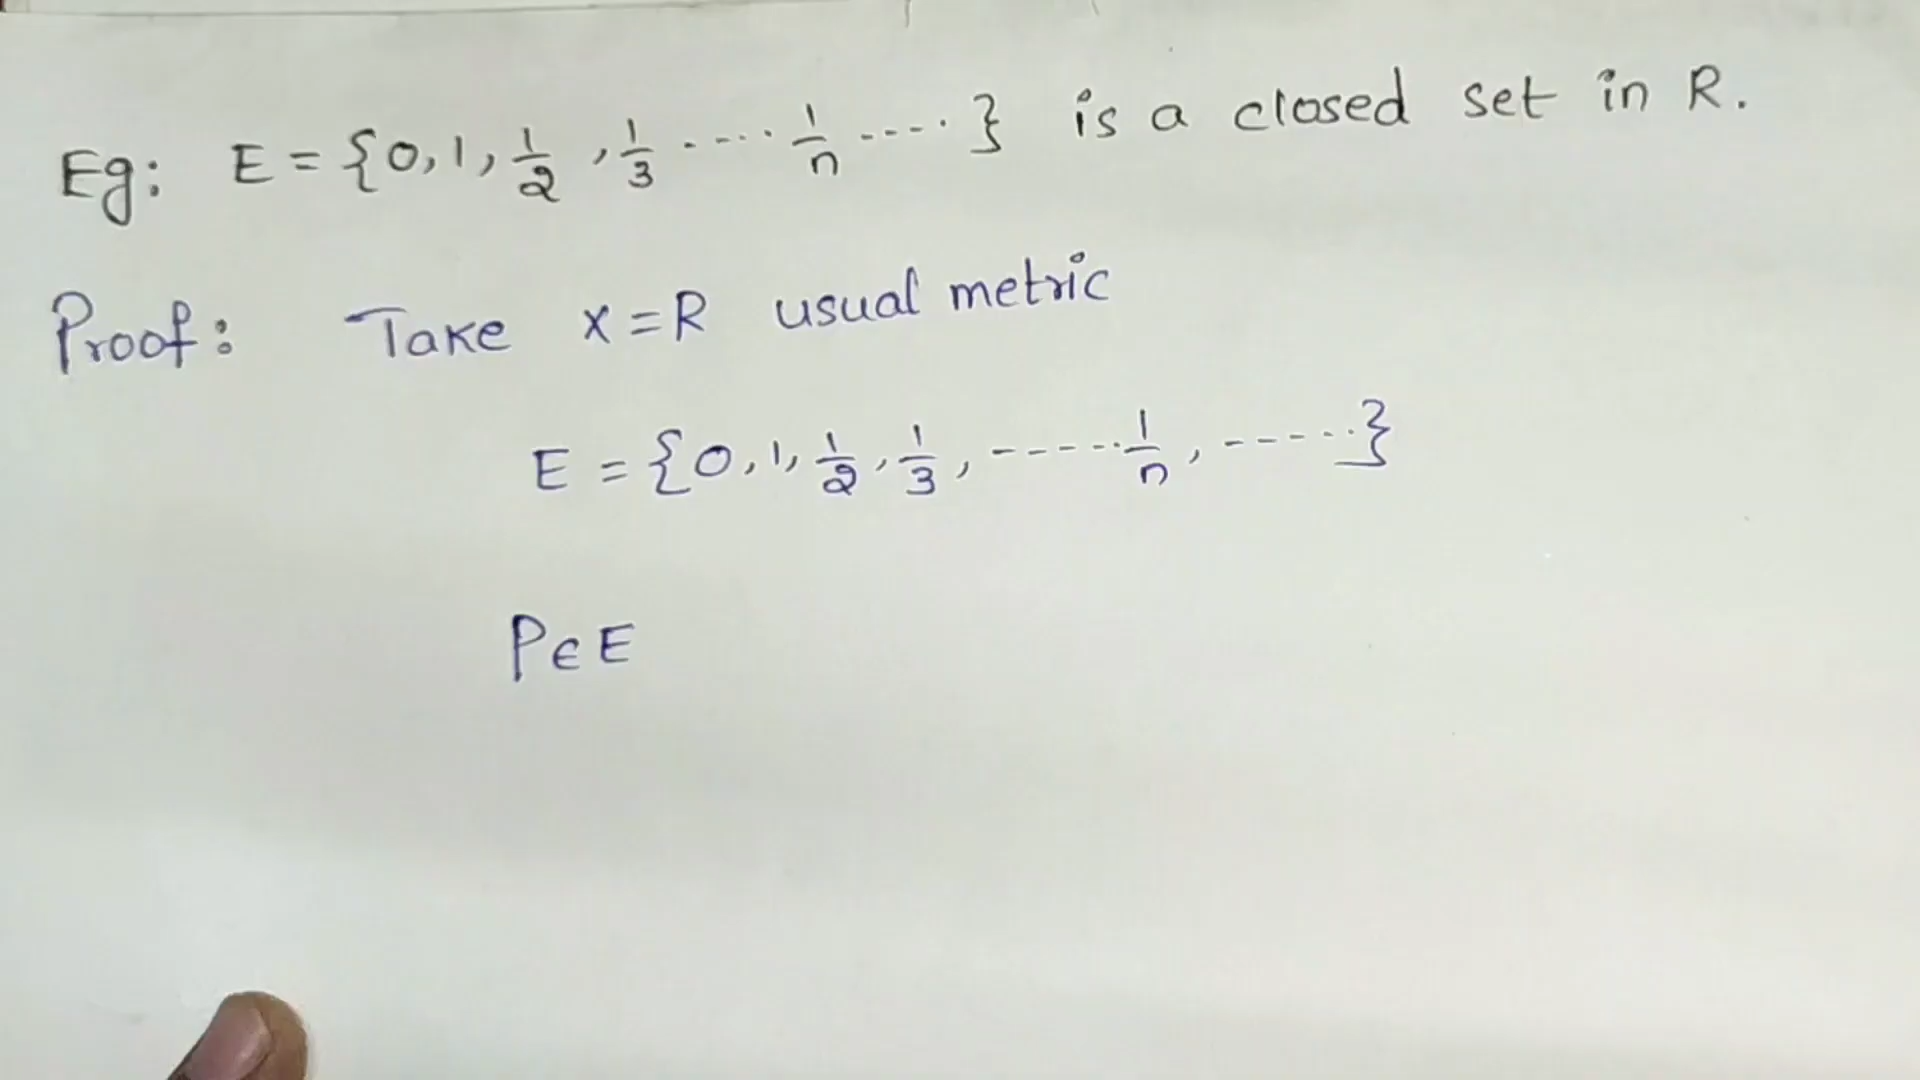 Eg: E = {0, 1, 1/2, 1/3 ---- 1/n ----} is a closed set in R.
Proof: Take X = R usual metric
E = {0, 1, 1/2, 1/3, ----- 1/n, -----}
P ∈ E